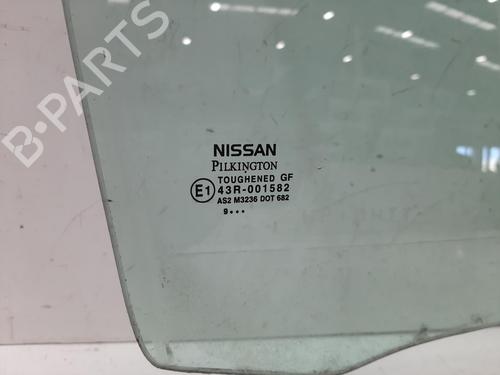 B-PARTS
NISSAN
PILKINGTON
TOUGHENED GF
E1 43R-001582
AS2 M3236 DOT 682
9•••